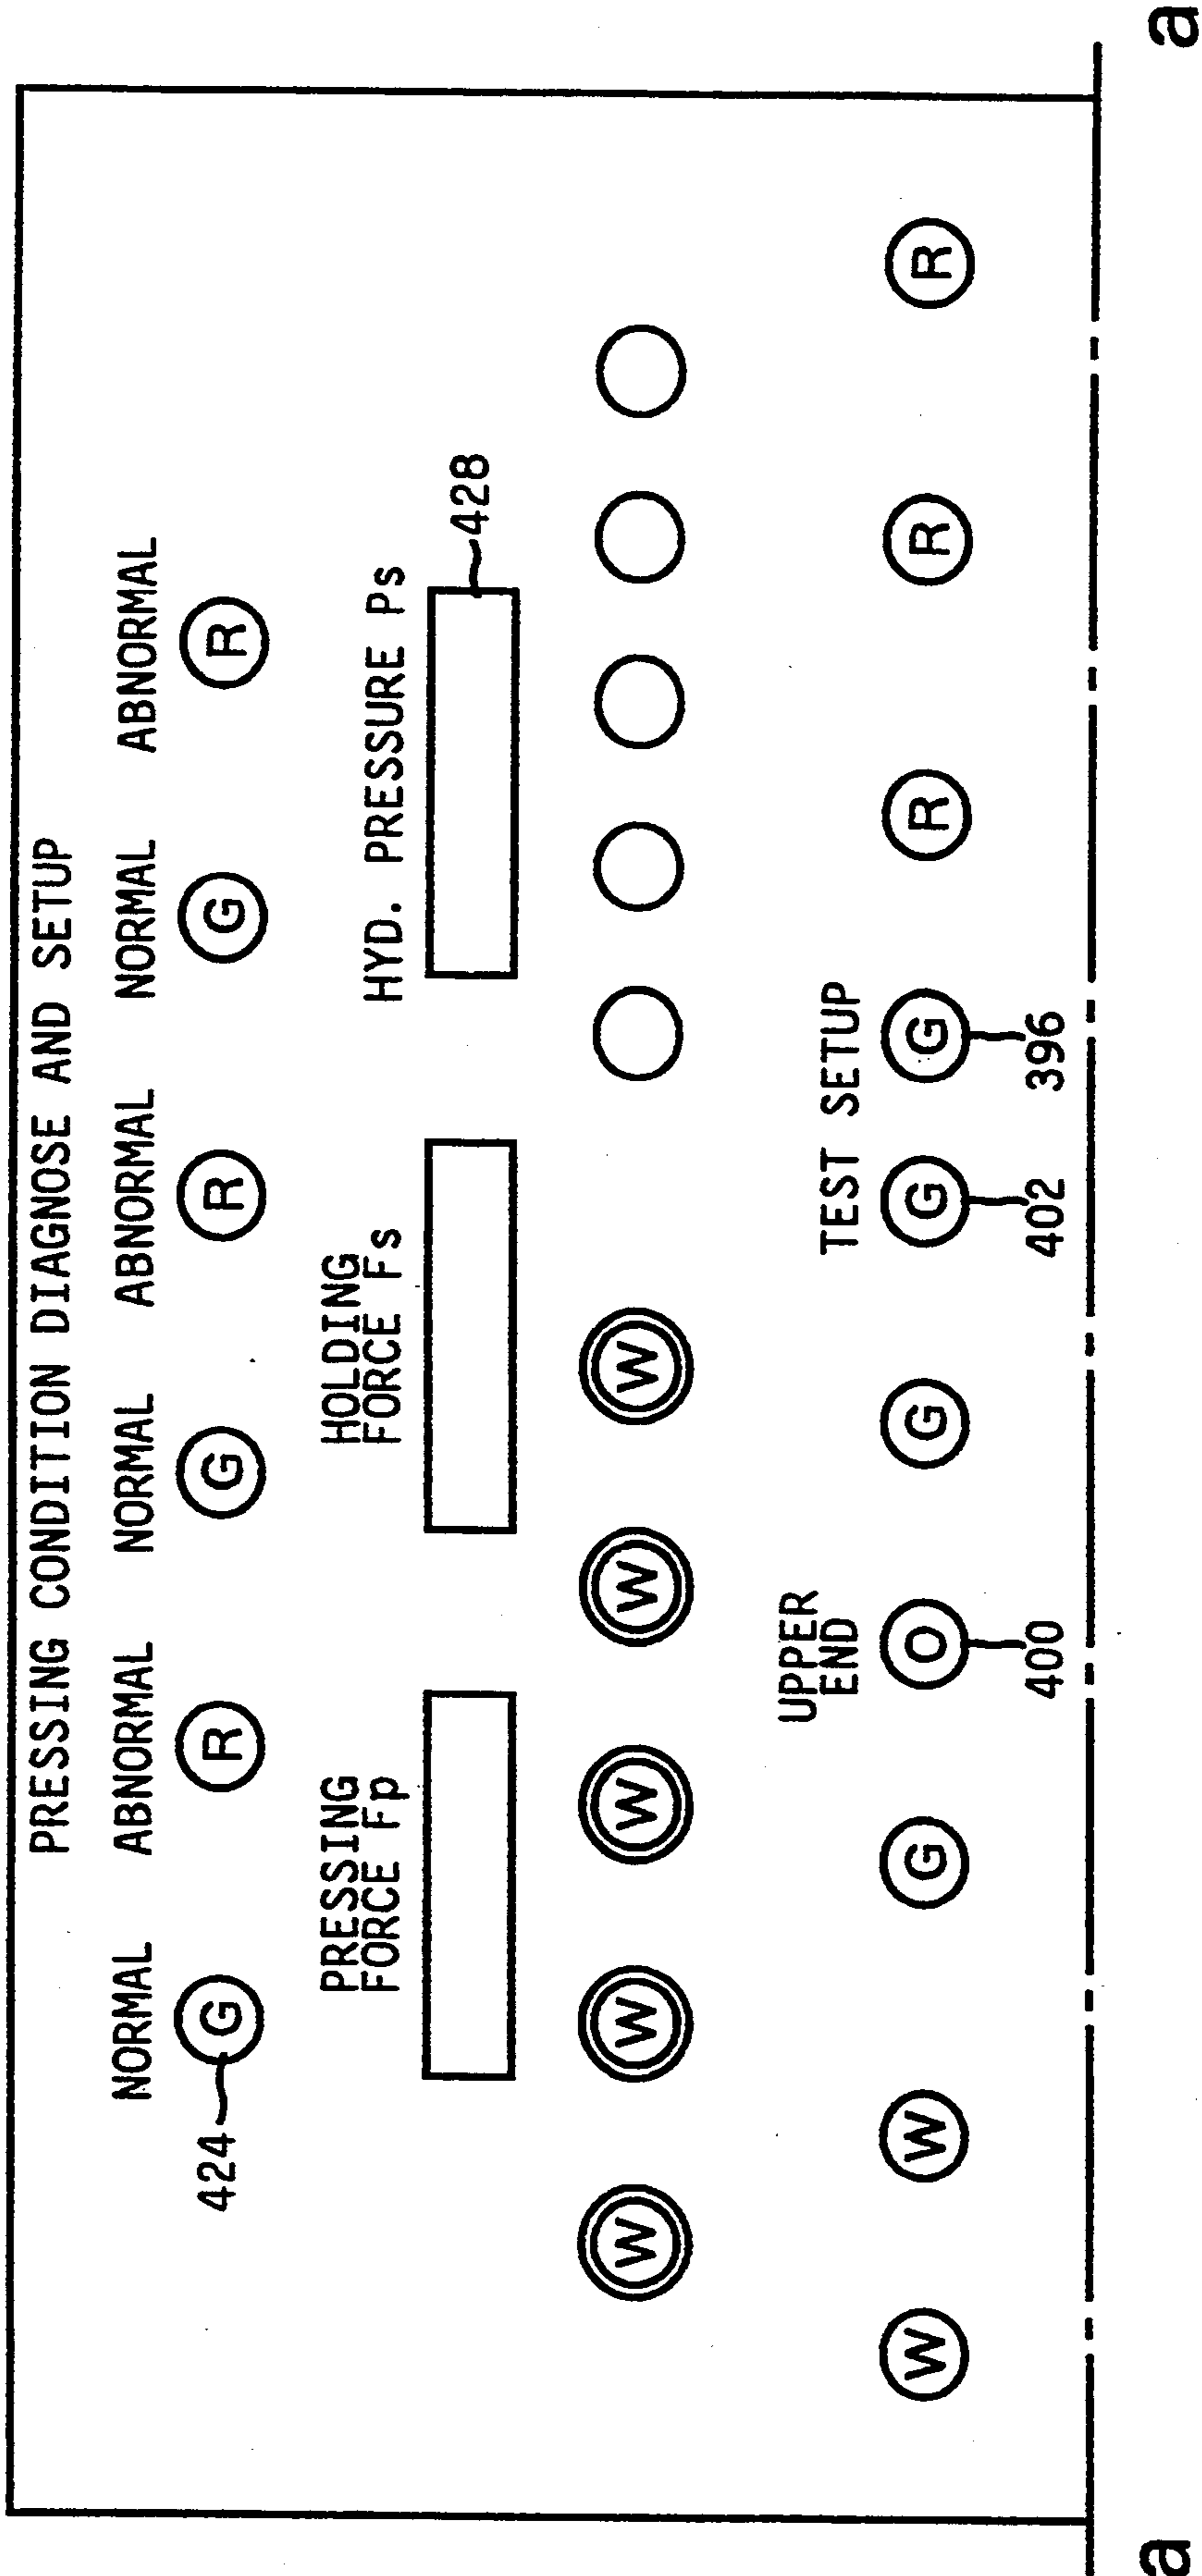 PRESSING CONDITION DIAGNOSE AND SETUP
NORMAL ABNORMAL NORMAL ABNORMAL NORMAL ABNORMAL
424 G R G R G R
PRESSING
FORCE Fp
HOLDING
FORCE Fs
HYD. PRESSURE Ps
428
W W W W W
UPPER
END
TEST SETUP
W W G O G G G R R R
400 402 396
a a